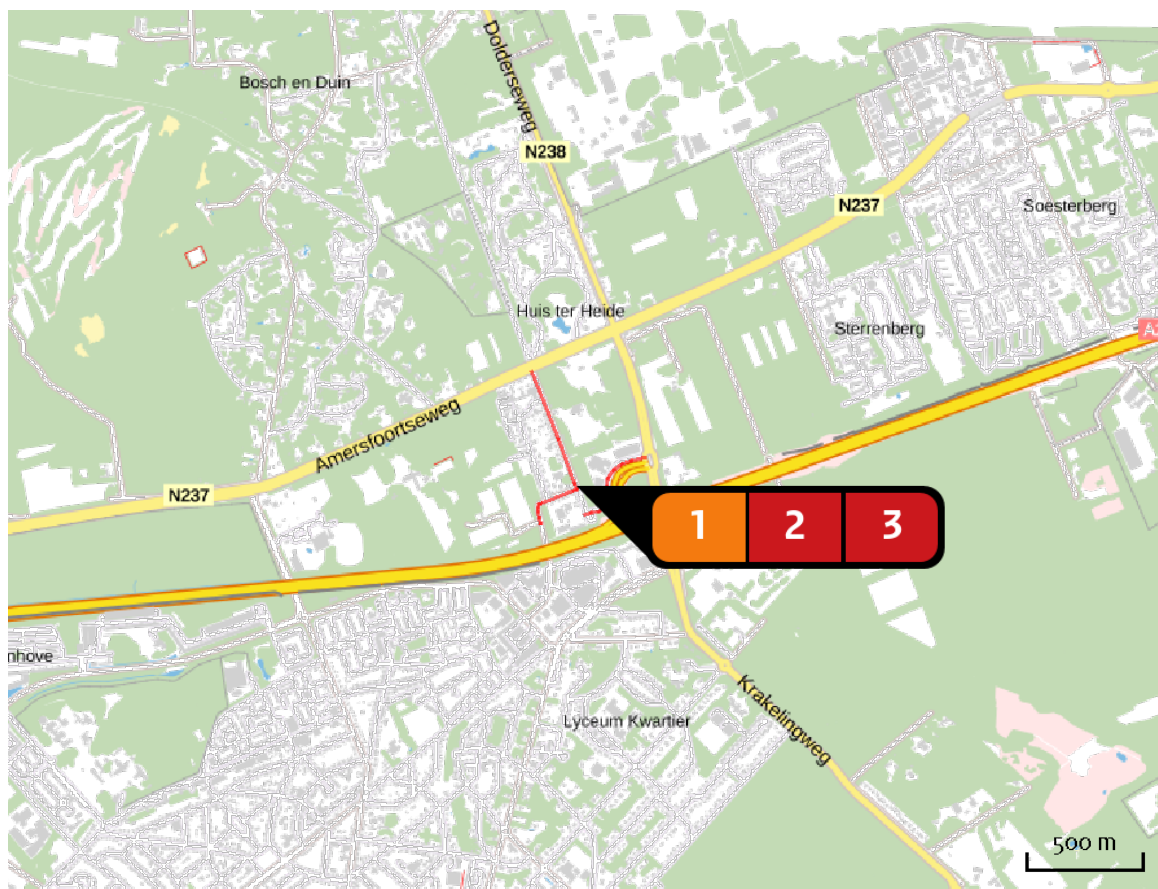 Dolderseweg
Bosch en Duin
N238
N237
Soesterberg
Huis ter Heide
Sterrenberg
Amersfoortseweg
N237
1 2 3
nhove
Lyceum Kwartier
Krakelingweg
500 m